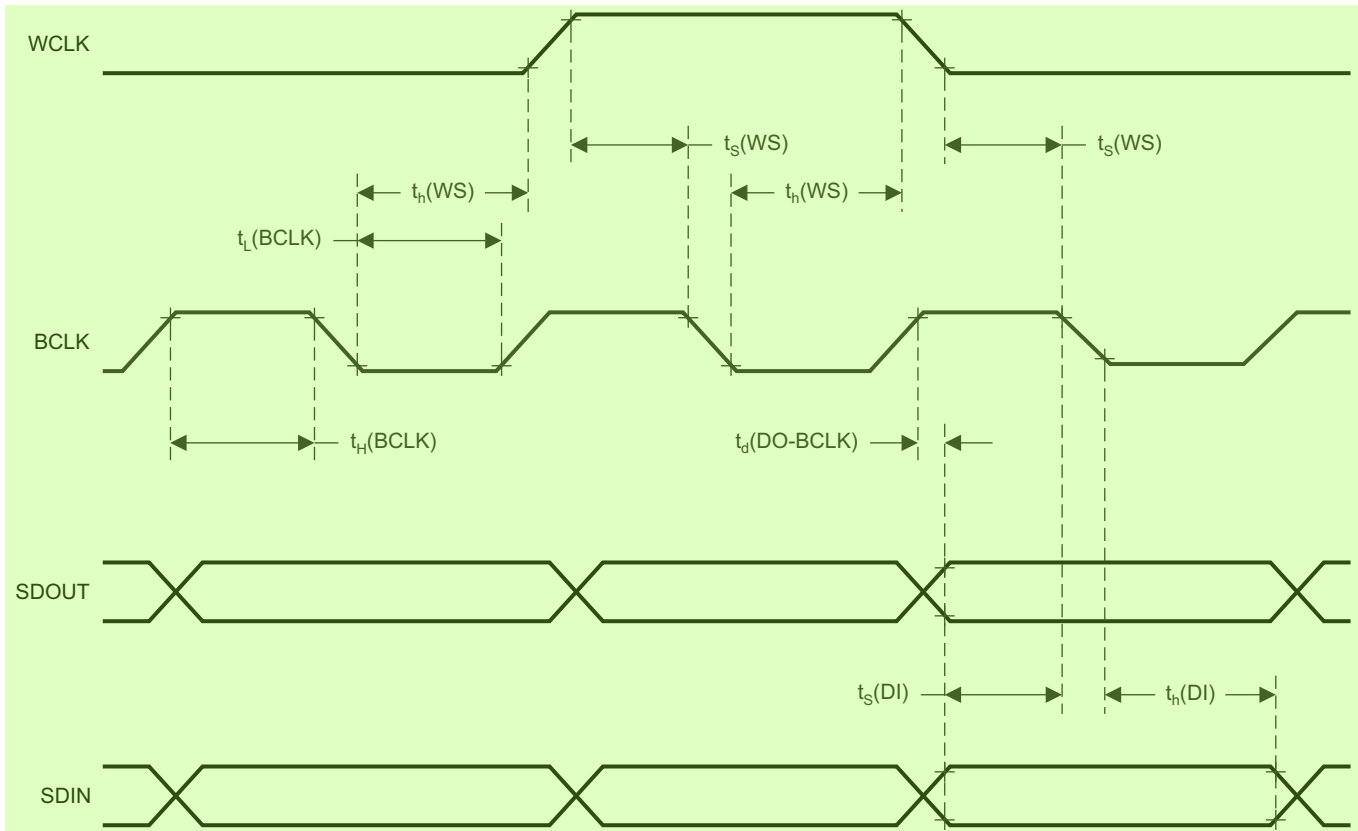 WCLK
tS(WS)
tS(WS)
th(WS)
th(WS)
tL(BCLK)
BCLK
tH(BCLK)
td(DO-BCLK)
SDOUT
tS(DI)
th(DI)
SDIN